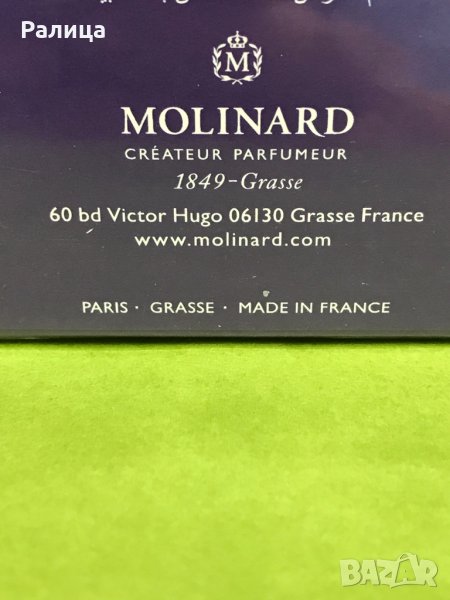 Ралица
M
MOLINARD
CRÉATEUR PARFUMEUR
1849-Grasse
60 bd Victor Hugo 06130 Grasse France
www.molinard.com
PARIS · GRASSE · MADE IN FRANCE
BAZAR